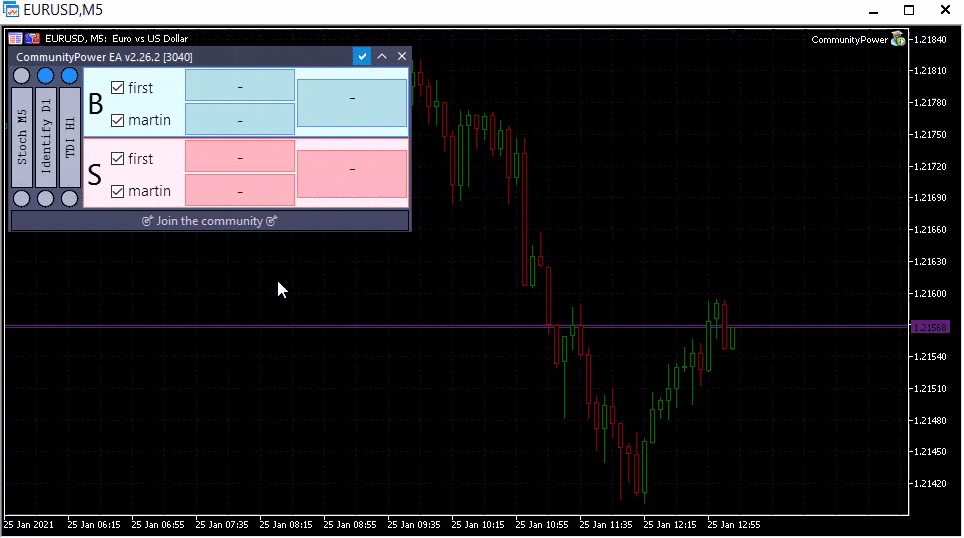 EURUSD,M5
EURUSD, M5: Euro vs US Dollar
CommunityPower
CommunityPower EA v2.26.2 [3040]
Stoch M5
Identify D1
TDI H1
B
first
-
martin
-
-
S
first
-
martin
-
-
Join the community
1.21840
1.21810
1.21780
1.21750
1.21720
1.21690
1.21660
1.21630
1.21600
1.21568
1.21540
1.21510
1.21480
1.21450
1.21420
25 Jan 2021
25 Jan 06:15
25 Jan 06:55
25 Jan 07:35
25 Jan 08:15
25 Jan 08:55
25 Jan 09:35
25 Jan 10:15
25 Jan 10:55
25 Jan 11:35
25 Jan 12:15
25 Jan 12:55